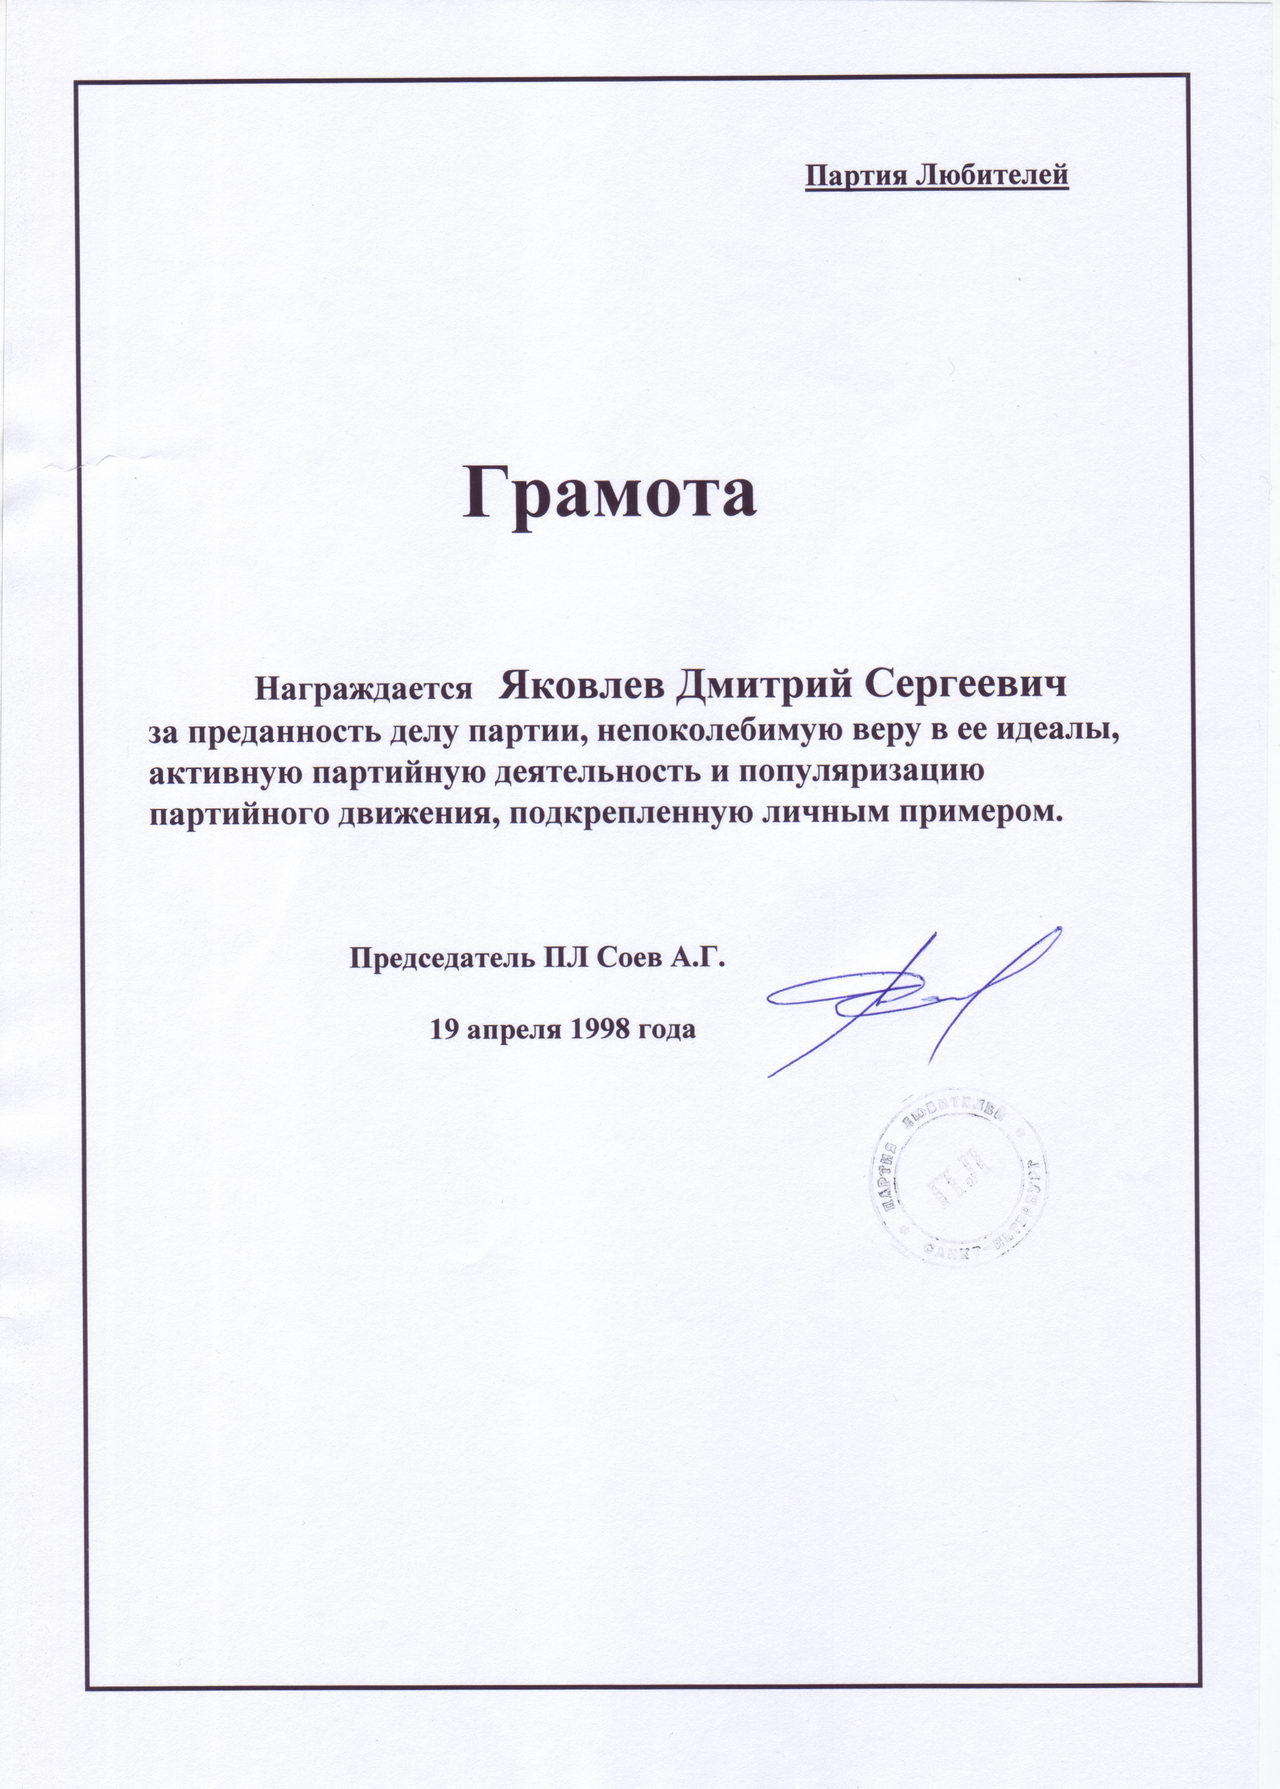 Партия Любителей
Грамота
Награждается Яковлев Дмитрий Сергеевич
за преданность делу партии, непоколебимую веру в ее идеалы,
активную партийную деятельность и популяризацию
партийного движения, подкрепленную личным примером.
Председатель ПЛ Соев А.Г.
19 апреля 1998 года
ПАРТИЯ ЛЮБИТЕЛЕЙ
ПЛ
САНКТ-ПЕТЕРБУРГ